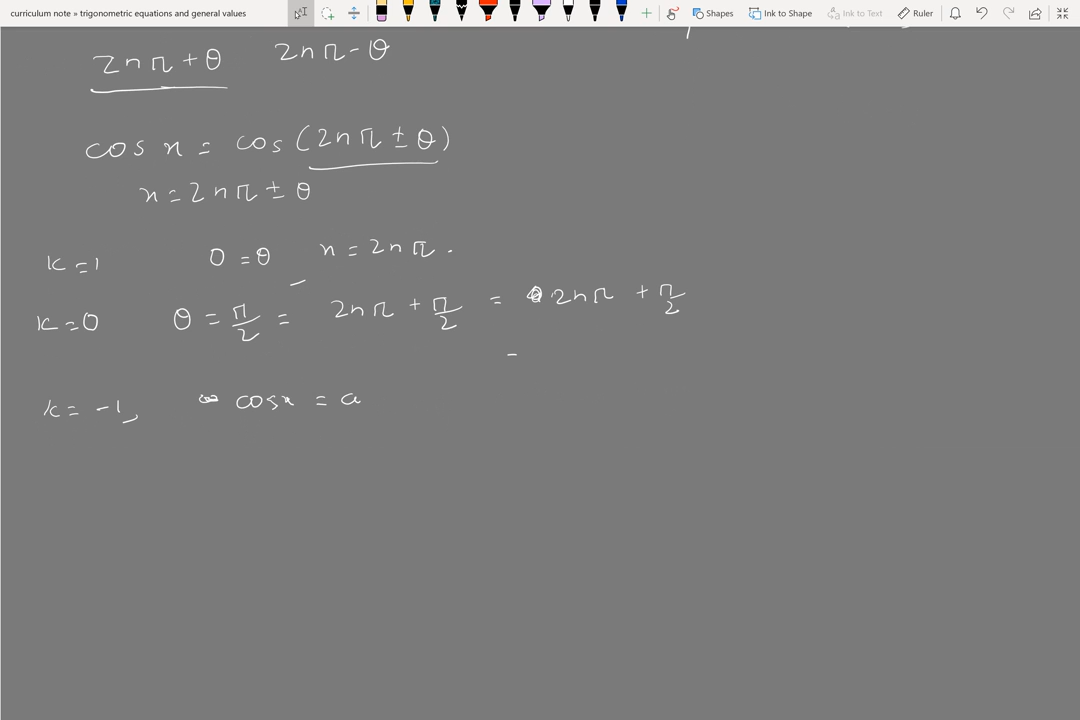 curriculum note » trigonometric equations and general values
Shapes Ink to Shape Ink to Text Ruler
2nπ+θ 2nπ-θ
cos x = cos (2nπ ± θ)
x = 2nπ ± θ
k=1 0 = θ x = 2nπ.
k=0 θ = π/2 = 2nπ + π/2 = 2nπ + π/2
k= -1, cosx = a